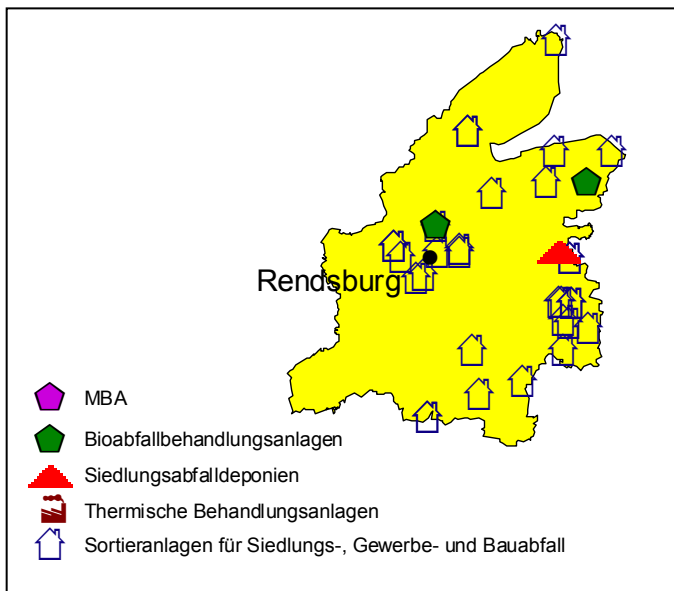 Rendsburg
MBA
Bioabfallbehandlungsanlagen
Siedlungsabfalldeponien
Thermische Behandlungsanlagen
Sortieranlagen für Siedlungs-, Gewerbe- und Bauabfall